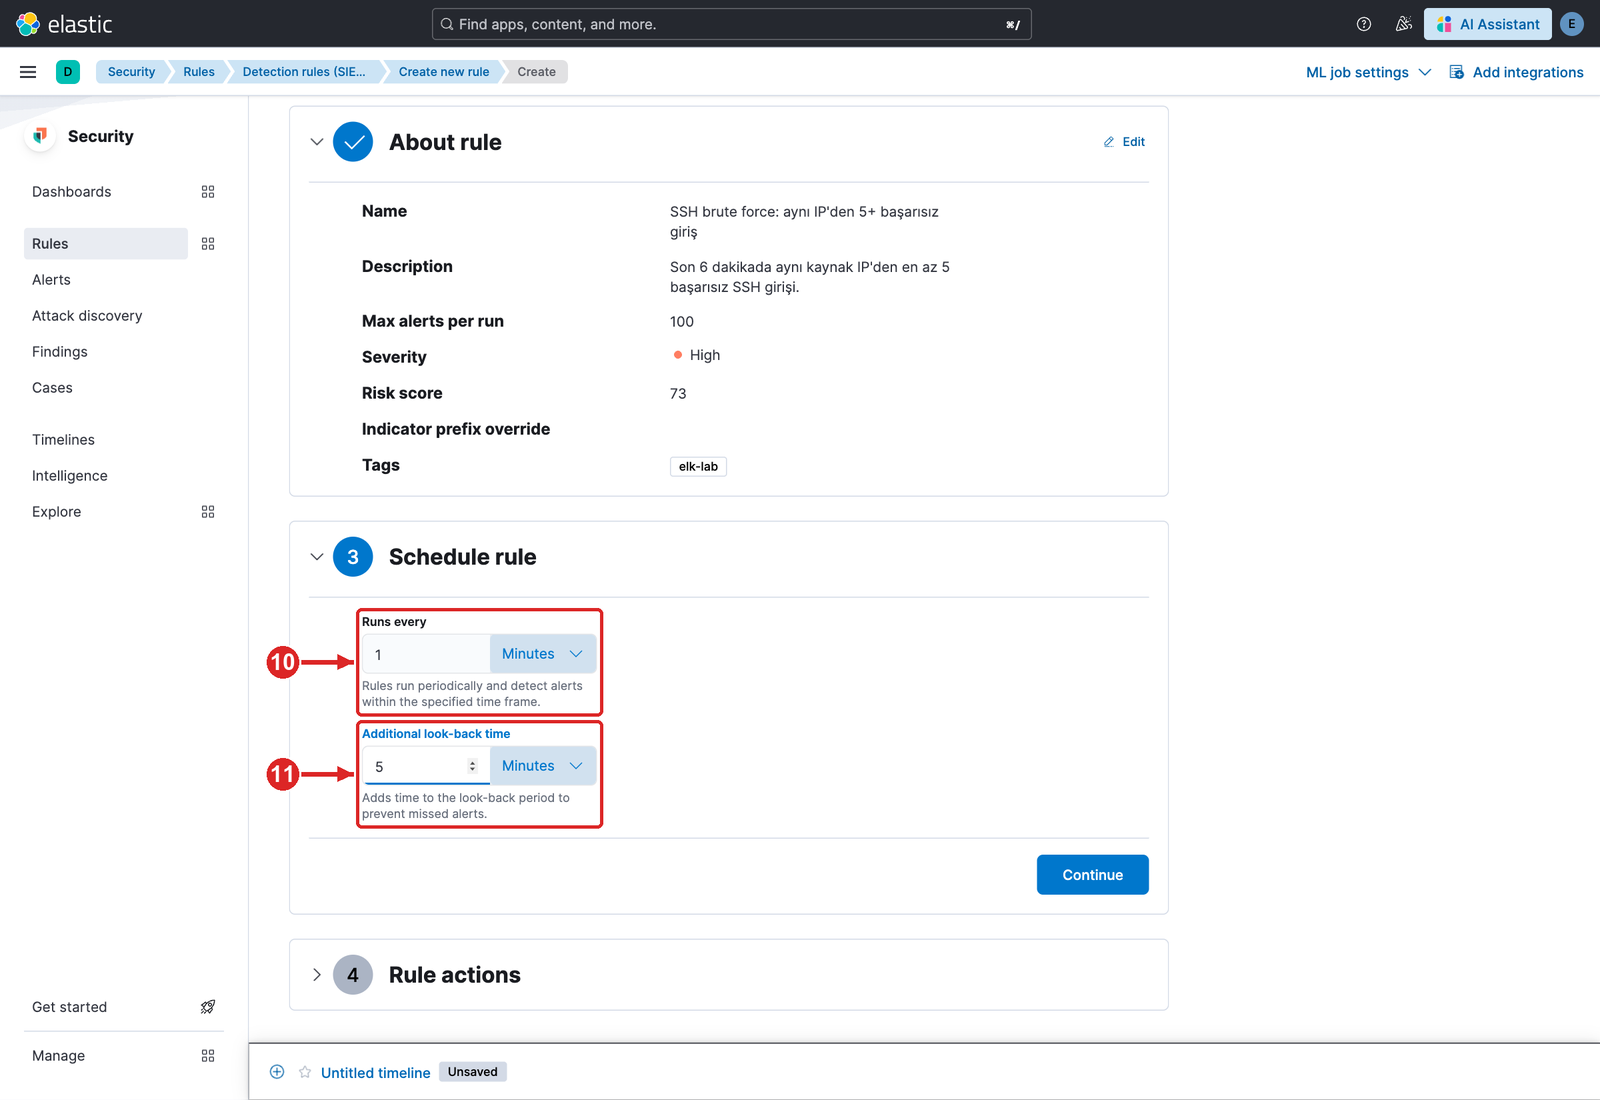 elastic
Find apps, content, and more.
⌘/
AI Assistant
E
D
Security
Rules
Detection rules (SIE...
Create new rule
Create
ML job settings
Add integrations
Security
Dashboards
Rules
Alerts
Attack discovery
Findings
Cases
Timelines
Intelligence
Explore
Get started
Manage
About rule
Edit
Name
SSH brute force: aynı IP'den 5+ başarısız
giriş
Description
Son 6 dakikada aynı kaynak IP'den en az 5
başarısız SSH girişi.
Max alerts per run
100
Severity
High
Risk score
73
Indicator prefix override
Tags
elk-lab
3
Schedule rule
10
Runs every
1
Minutes
Rules run periodically and detect alerts
within the specified time frame.
11
Additional look-back time
5
Minutes
Adds time to the look-back period to
prevent missed alerts.
Continue
4
Rule actions
Untitled timeline
Unsaved